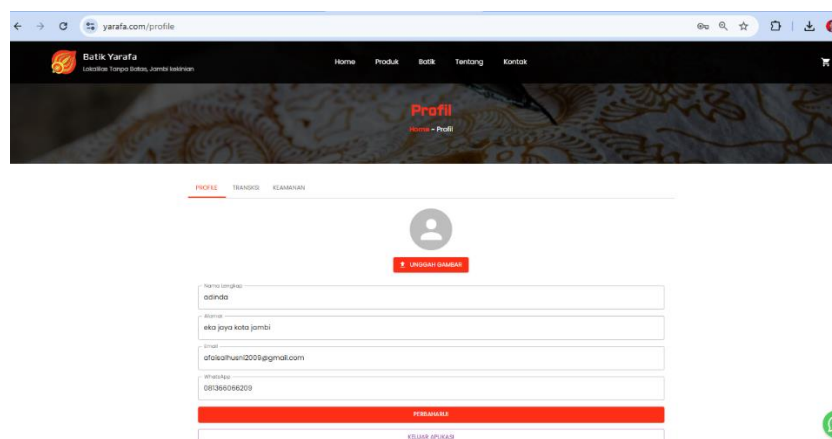 yarafa.com/profile
Batik Yarafa
Lokalitas Tanpa Batas, Jambi kekinian
Home Produk Batik Tentang Kontak
Profil
Home - Profil
PROFILE TRANSKSI KEAMANAN
UNGGAH GAMBAR
Nama Lengkap
adinda
Alamat
eka jaya kota jambi
Email
afaisalhusni2009@gmail.com
WhatsApp
081366066209
PERBAHARUI
KELUAR APLIKASI